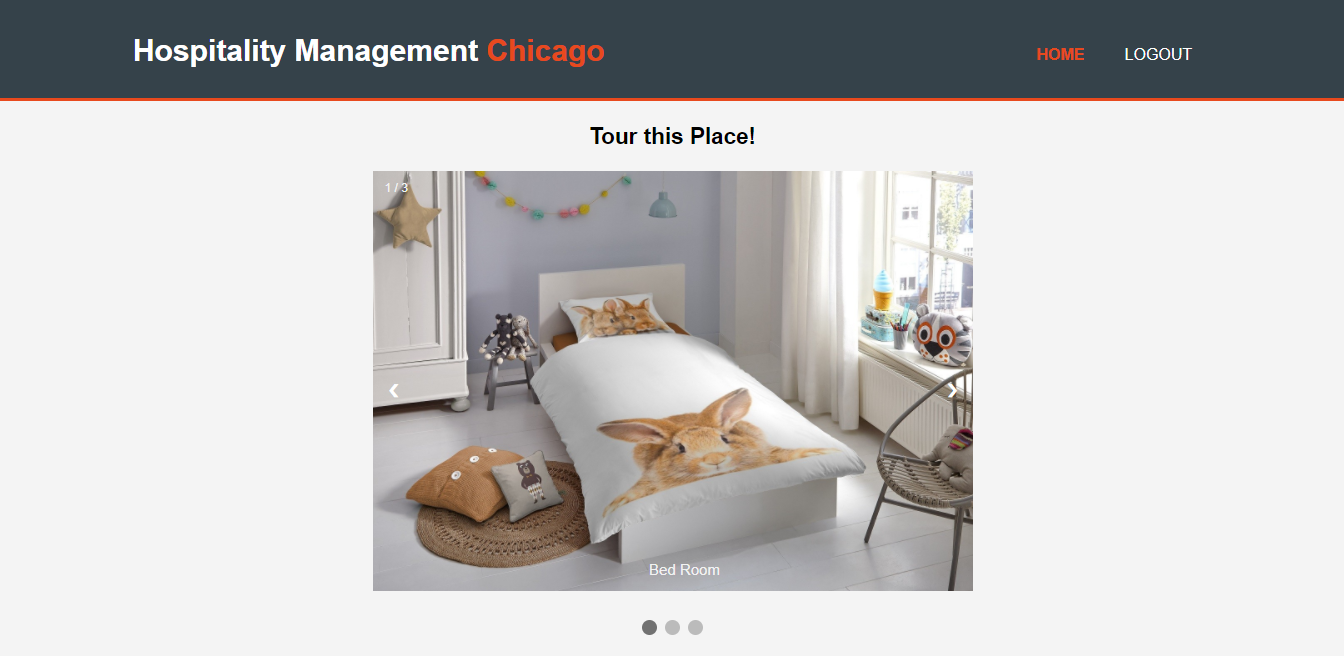 Hospitality Management Chicago
HOME
LOGOUT
Tour this Place!
1 / 3
❮
❯
Bed Room